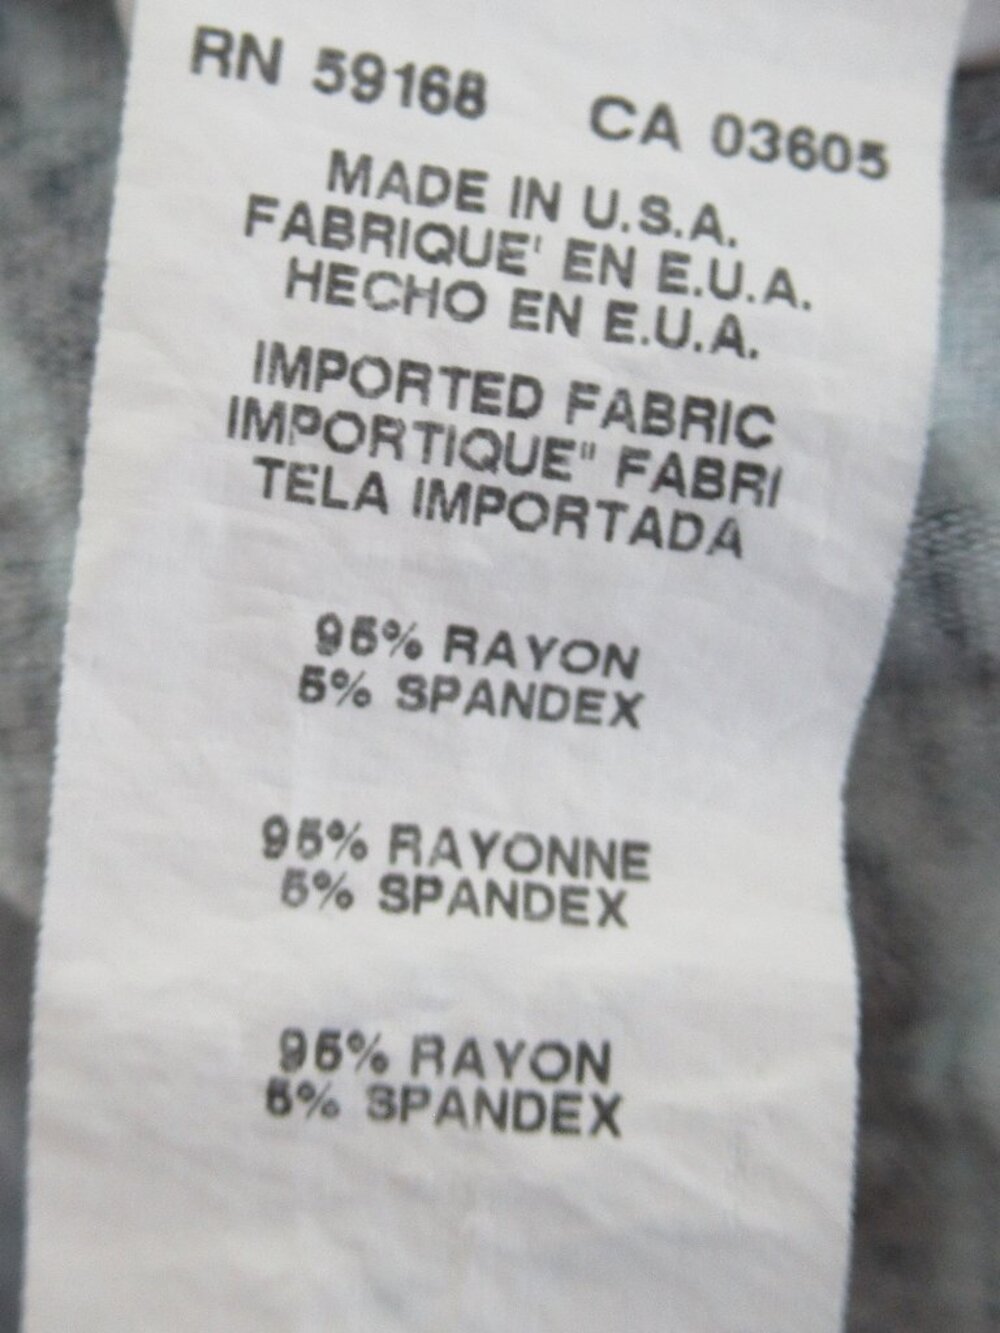 RN 59168 CA 03605
MADE IN U.S.A.
FABRIQUE' EN E.U.A.
HECHO EN E.U.A.
IMPORTED FABRIC
IMPORTIQUE" FABRI
TELA IMPORTADA
95% RAYON
5% SPANDEX
95% RAYONNE
5% SPANDEX
95% RAYON
5% SPANDEX